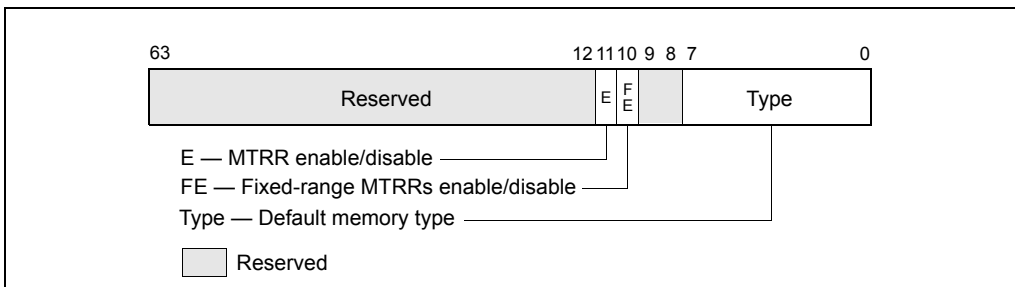 63 12 11 10 9 8 7 0
Reserved E FE Type
E — MTRR enable/disable
FE — Fixed-range MTRRs enable/disable
Type — Default memory type
Reserved